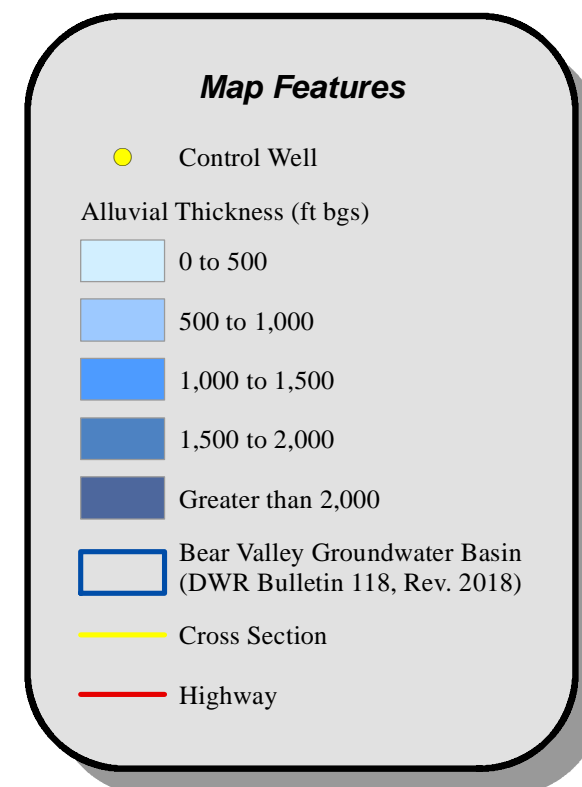 Map Features
Control Well
Alluvial Thickness (ft bgs)
0 to 500
500 to 1,000
1,000 to 1,500
1,500 to 2,000
Greater than 2,000
Bear Valley Groundwater Basin
(DWR Bulletin 118, Rev. 2018)
Cross Section
Highway